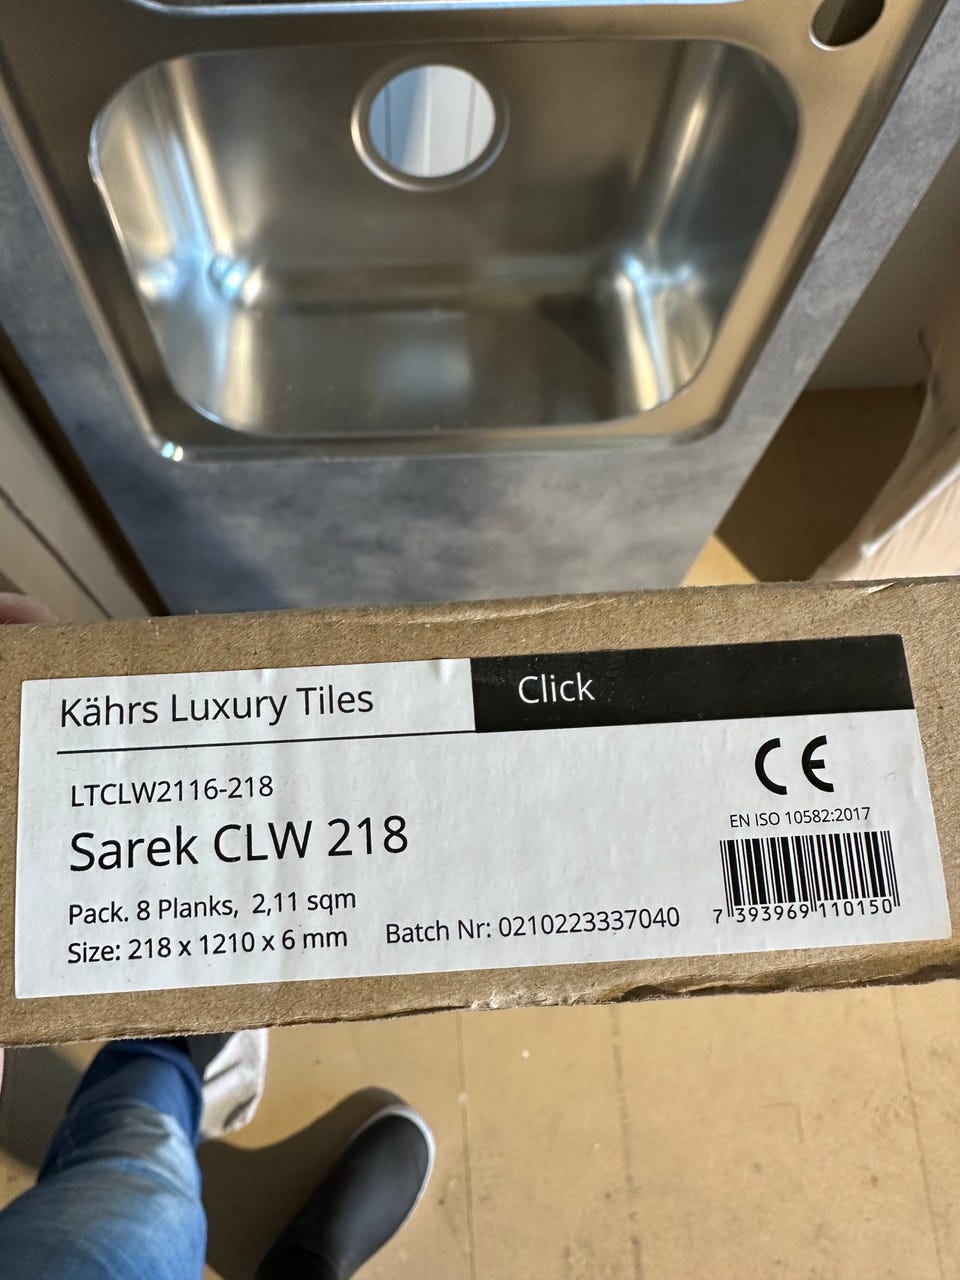 Kährs Luxury Tiles
Click
LTCLW2116-218
Sarek CLW 218
Pack. 8 Planks, 2,11 sqm
Size: 218 x 1210 x 6 mm
Batch Nr: 0210223337040
CE
EN ISO 10582:2017
7 393969 110150